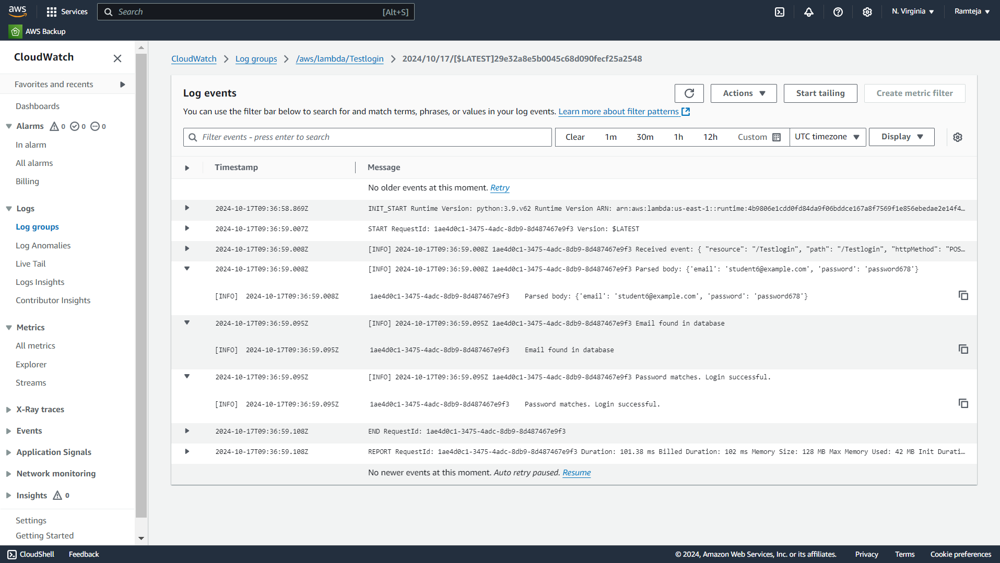 aws Services Search [Alt+S] N. Virginia Ramteja
AWS Backup
CloudWatch
Favorites and recents
Dashboards
Alarms 0 0 0
In alarm
All alarms
Billing
Logs
Log groups
Log Anomalies
Live Tail
Logs Insights
Contributor Insights
Metrics
All metrics
Explorer
Streams
X-Ray traces
Events
Application Signals
Network monitoring
Insights 0
Settings
Getting Started
CloudWatch > Log groups > /aws/lambda/Testlogin > 2024/10/17/[$LATEST]29e32a8e5b0045c68d090fecf25a2548
Log events
Actions Start tailing Create metric filter
You can use the filter bar below to search for and match terms, phrases, or values in your log events. Learn more about filter patterns
Filter events - press enter to search Clear 1m 30m 1h 12h Custom UTC timezone Display
Timestamp Message
No older events at this moment. Retry
2024-10-17T09:36:58.869Z INIT_START Runtime Version: python:3.9.v62 Runtime Version ARN: arn:aws:lambda:us-east-1::runtime:4b9806e1cdd0fd84da9f06bddce167a8f7569f1e856ebedae2e14f4…
2024-10-17T09:36:59.007Z START RequestId: 1ae4d0c1-3475-4adc-8db9-8d487467e9f3 Version: $LATEST
2024-10-17T09:36:59.008Z [INFO] 2024-10-17T09:36:59.008Z 1ae4d0c1-3475-4adc-8db9-8d487467e9f3 Received event: { "resource": "/Testlogin", "path": "/Testlogin", "httpMethod": "POS…
2024-10-17T09:36:59.008Z [INFO] 2024-10-17T09:36:59.008Z 1ae4d0c1-3475-4adc-8db9-8d487467e9f3 Parsed body: {'email': 'student6@example.com', 'password': 'password678'}
[INFO] 2024-10-17T09:36:59.008Z 1ae4d0c1-3475-4adc-8db9-8d487467e9f3 Parsed body: {'email': 'student6@example.com', 'password': 'password678'}
2024-10-17T09:36:59.095Z [INFO] 2024-10-17T09:36:59.095Z 1ae4d0c1-3475-4adc-8db9-8d487467e9f3 Email found in database
[INFO] 2024-10-17T09:36:59.095Z 1ae4d0c1-3475-4adc-8db9-8d487467e9f3 Email found in database
2024-10-17T09:36:59.095Z [INFO] 2024-10-17T09:36:59.095Z 1ae4d0c1-3475-4adc-8db9-8d487467e9f3 Password matches. Login successful.
[INFO] 2024-10-17T09:36:59.095Z 1ae4d0c1-3475-4adc-8db9-8d487467e9f3 Password matches. Login successful.
2024-10-17T09:36:59.108Z END RequestId: 1ae4d0c1-3475-4adc-8db9-8d487467e9f3
2024-10-17T09:36:59.108Z REPORT RequestId: 1ae4d0c1-3475-4adc-8db9-8d487467e9f3 Duration: 101.38 ms Billed Duration: 102 ms Memory Size: 128 MB Max Memory Used: 42 MB Init Durati…
No newer events at this moment. Auto retry paused. Resume
CloudShell Feedback © 2024, Amazon Web Services, Inc. or its affiliates. Privacy Terms Cookie preferences